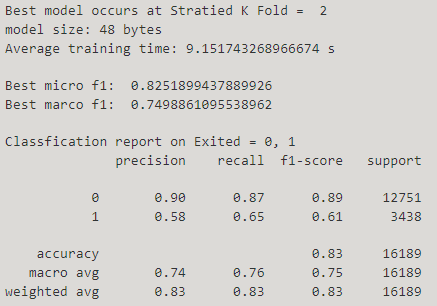 Best model occurs at Stratied K Fold =  2
model size: 48 bytes
Average training time: 9.151743268966674 s
Best micro f1:  0.8251899437889926
Best marco f1:  0.7498861095538962
Classfication report on Exited = 0, 1
precision    recall  f1-score   support
0       0.90      0.87      0.89     12751
1       0.58      0.65      0.61      3438
accuracy                           0.83     16189
macro avg       0.74      0.76      0.75     16189
weighted avg       0.83      0.83      0.83     16189